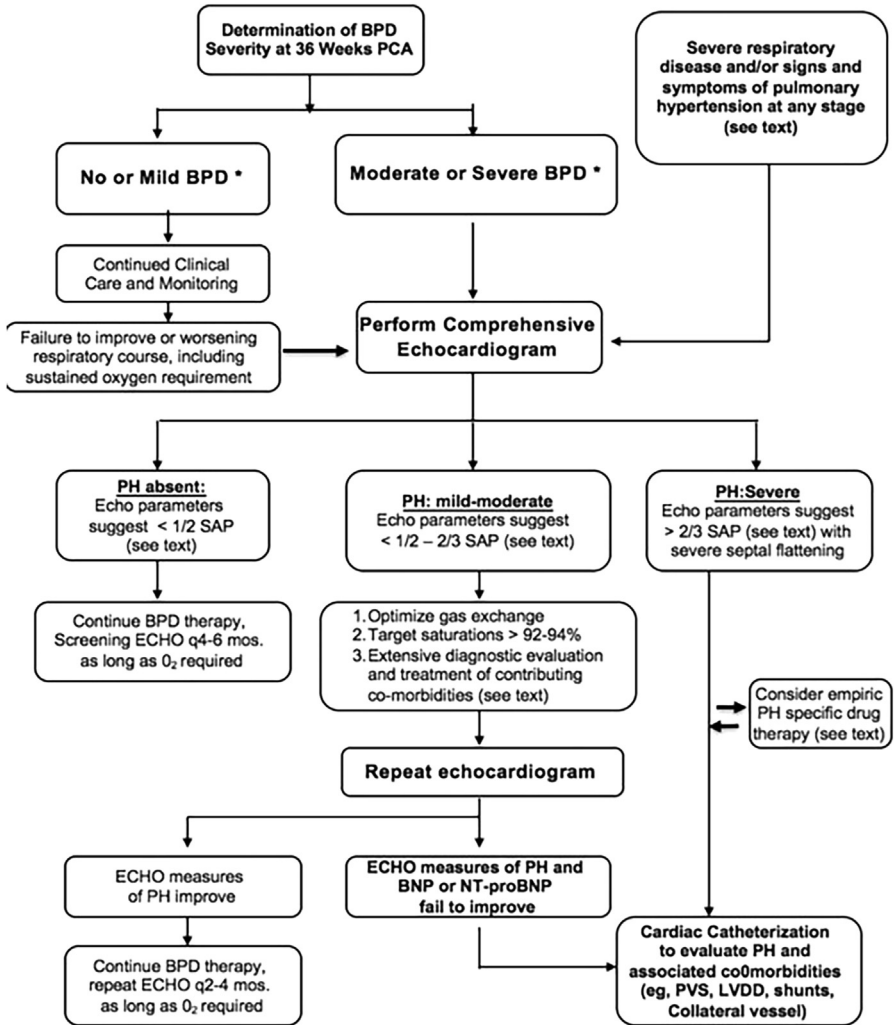 Determination of BPD
Severity at 36 Weeks PCA
Severe respiratory
disease and/or signs and
symptoms of pulmonary
hypertension at any stage
(see text)
No or Mild BPD *
Moderate or Severe BPD *
Continued Clinical
Care and Monitoring
Failure to improve or worsening
respiratory course, including
sustained oxygen requirement
Perform Comprehensive
Echocardiogram
PH absent:
Echo parameters
suggest < 1/2 SAP
(see text)
PH: mild-moderate
Echo parameters suggest
< 1/2 – 2/3 SAP (see text)
PH:Severe
Echo parameters suggest
> 2/3 SAP (see text) with
severe septal flattening
Continue BPD therapy,
Screening ECHO q4-6 mos.
as long as 0₂ required
1. Optimize gas exchange
2. Target saturations > 92-94%
3. Extensive diagnostic evaluation
and treatment of contributing
co-morbidities (see text)
Consider empiric
PH specific drug
therapy (see text)
Repeat echocardiogram
ECHO measures
of PH improve
ECHO measures of PH and
BNP or NT-proBNP
fail to improve
Continue BPD therapy,
repeat ECHO q2-4 mos.
as long as 0₂ required
Cardiac Catheterization
to evaluate PH and
associated co0morbidities
(eg, PVS, LVDD, shunts,
Collateral vessel)